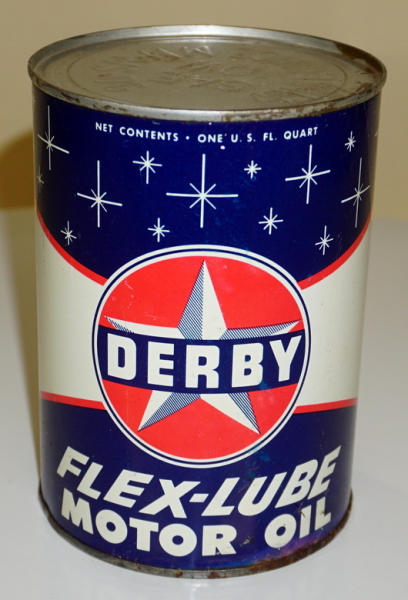 NET CONTENTS • ONE U. S. FL. QUART
DERBY
FLEX-LUBE
MOTOR OIL